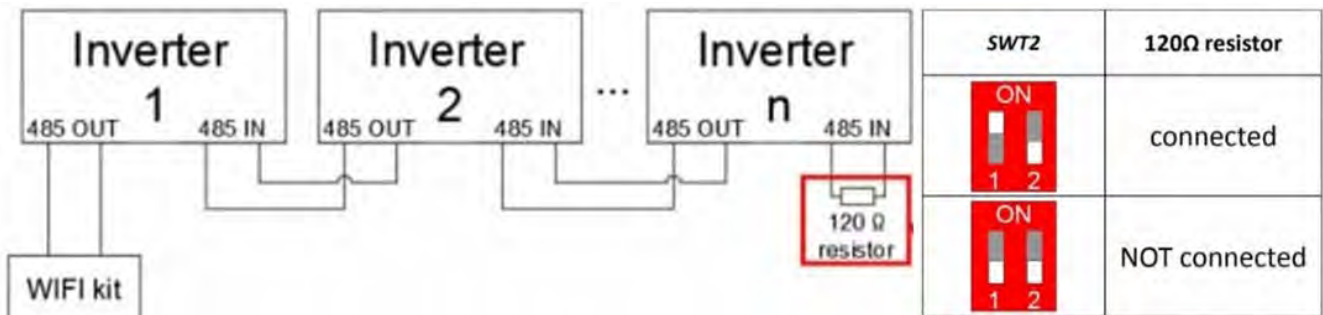 Inverter
1
485 OUT 485 IN
Inverter
2
485 OUT 485 IN
...
Inverter
n
485 OUT 485 IN
120 Ω
resistor
WIFI kit
SWT2 120Ω resistor
ON
1 2
connected
ON
1 2
NOT connected